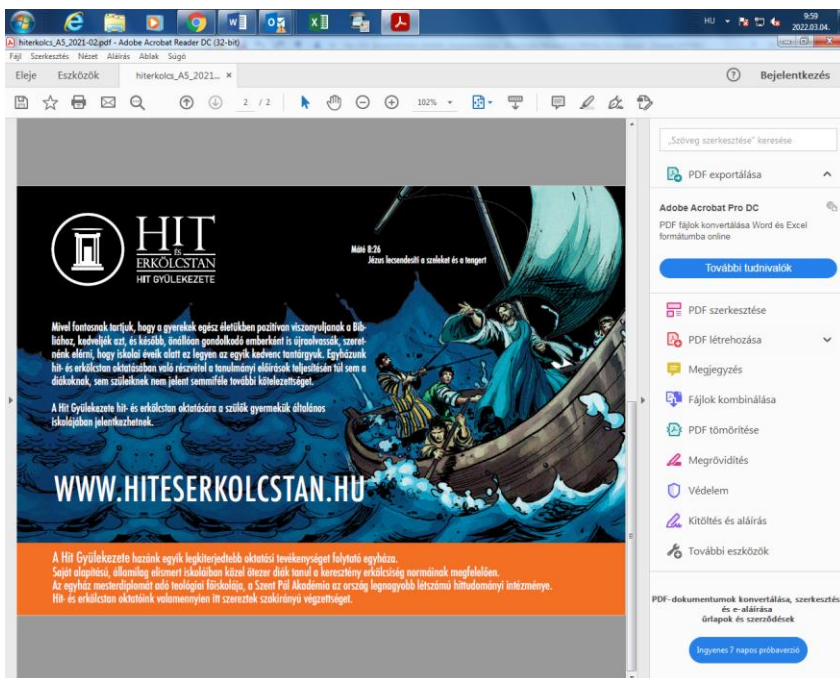 HU
9:59
2022.03.04.
hiterkolcs_A5_2021-02.pdf - Adobe Acrobat Reader DC (32-bit)
Fájl Szerkesztés Nézet Aláírás Ablak Súgó
Eleje Eszközök hiterkolcs_A5_2021... ×
Bejelentkezés
2 / 2
102%
„Szöveg szerkesztése” keresése
PDF exportálása
Adobe Acrobat Pro DC
PDF fájlok konvertálása Word és Excel
formátumba online
További tudnivalók
PDF szerkesztése
PDF létrehozása
Megjegyzés
Fájlok kombinálása
PDF tömörítése
Megrövidítés
Védelem
Kitöltés és aláírás
További eszközök
PDF-dokumentumok konvertálása, szerkesztés
és e-aláírása
űrlapok és szerződések
Ingyenes 7 napos próbaverzió
HIT
és
ERKÖLCSTAN
HIT GYÜLEKEZETE
Máté 8:26
Jézus lecsendesíti a szeleket és a tengert
Mivel fontosnak tartjuk, hogy a gyerekek egész életükben pozitívan viszonyuljanak a Bib-
liához, kedveljék azt, és később, önállóan gondolkodó emberként is újraolvassák, szeret-
nénk elérni, hogy iskolai éveik alatt ez legyen az egyik kedvenc tantárgyuk. Egyházunk
hit- és erkölcstan oktatásában való részvétel a tanulmányi előírások teljesítésén túl sem a
diákoknak, sem szüleiknek nem jelent semmiféle további kötelezettséget.
A Hit Gyülekezete hit- és erkölcstan oktatására a szülők gyermekük általános
iskolájában jelentkezhetnek.
WWW.HITESERKOLCSTAN.HU
A Hit Gyülekezete hazánk egyik legkiterjedtebb oktatási tevékenységet folytató egyháza.
Saját alapítású, államilag elismert iskoláiban közel ötezer diák tanul a keresztény erkölcsiség normáinak megfelelően.
Az egyház mesterdiplomát adó teológiai főiskolája, a Szent Pál Akadémia az ország legnagyobb létszámú hittudományi intézménye.
Hit- és erkölcstan oktatóink valamennyien itt szereztek szakirányú végzettséget.